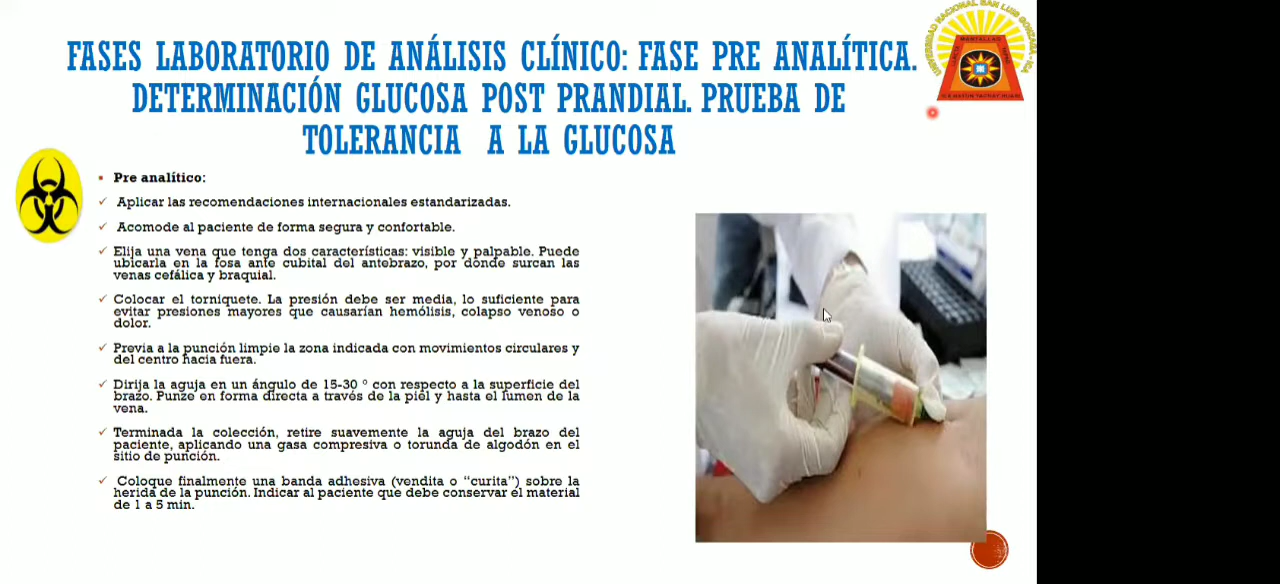 FASES LABORATORIO DE ANÁLISIS CLÍNICO: FASE PRE ANALÍTICA.
DETERMINACIÓN GLUCOSA POST PRANDIAL. PRUEBA DE
TOLERANCIA A LA GLUCOSA
UNIVERSIDAD NACIONAL SAN LUIS GONZAGA - ICA
Pre analítico:
Aplicar las recomendaciones internacionales estandarizadas.
Acomode al paciente de forma segura y confortable.
Elija una vena que tenga dos características: visible y palpable. Puede
ubicarla en la fosa ante cubital del antebrazo, por donde surcan las
venas cefálica y braquial.
Colocar el torniquete. La presión debe ser media, lo suficiente para
evitar presiones mayores que causarían hemólisis, colapso venoso o
dolor.
Previa a la punción limpie la zona indicada con movimientos circulares y
del centro hacia fuera.
Dirija la aguja en un ángulo de 15-30 º con respecto a la superficie del
brazo. Punze en forma directa a través de la piel y hasta el lumen de la
vena.
Terminada la colección, retire suavemente la aguja del brazo del
paciente, aplicando una gasa compresiva o torunda de algodón en el
sitio de punción.
Coloque finalmente una banda adhesiva (vendita o “curita”) sobre la
herida de la punción. Indicar al paciente que debe conservar el material
de 1 a 5 min.